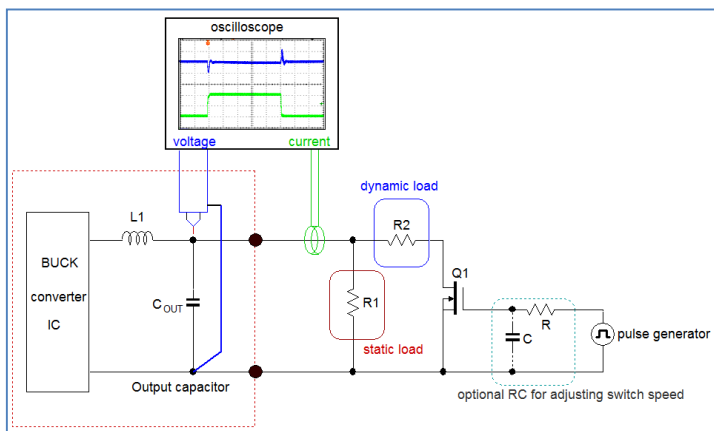 oscilloscope
voltage
current
dynamic load
L1
R2
BUCK
converter
IC
Q1
C OUT
R1
R
C
pulse generator
static load
Output capacitor
optional RC for adjusting switch speed